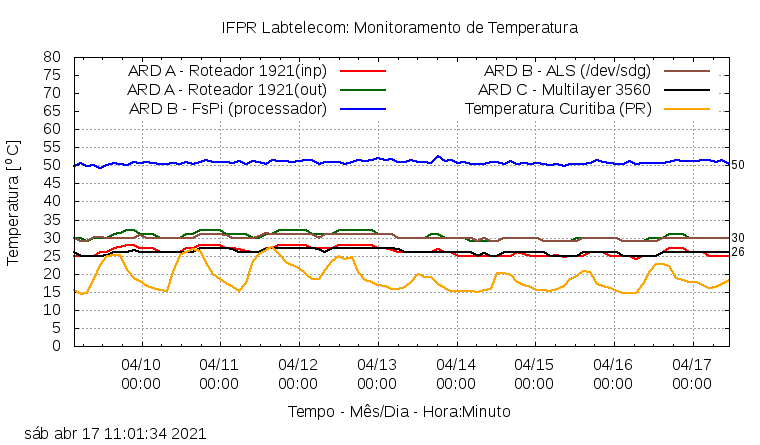 IFPR Labtelecom: Monitoramento de Temperatura
ARD A - Roteador 1921(inp)
ARD A - Roteador 1921(out)
ARD B - FsPi (processador)
ARD B - ALS (/dev/sdg)
ARD C - Multilayer 3560
Temperatura Curitiba (PR)
Temperatura [ºC]
80
75
70
65
60
55
50
45
40
35
30
25
20
15
10
5
0
50
30
26
04/10 04/11 04/12 04/13 04/14 04/15 04/16 04/17
00:00 00:00 00:00 00:00 00:00 00:00 00:00 00:00
Tempo - Mês/Dia - Hora:Minuto
sáb abr 17 11:01:34 2021